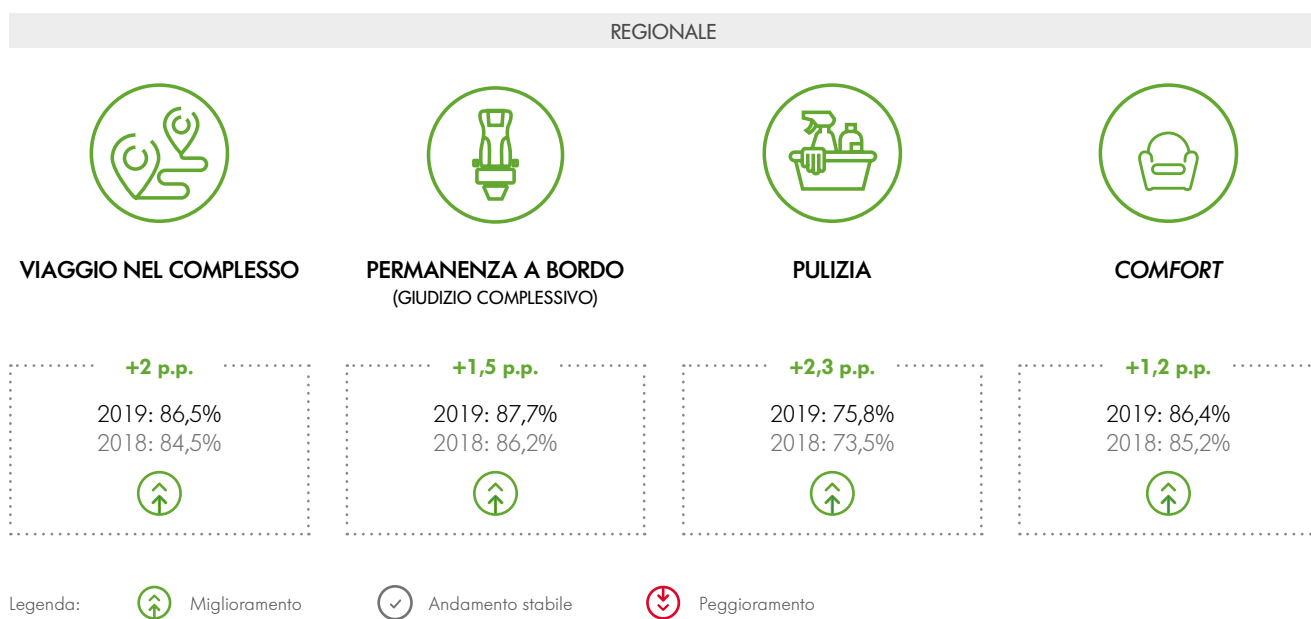 REGIONALE
VIAGGIO NEL COMPLESSO
PERMANENZA A BORDO
(GIUDIZIO COMPLESSIVO)
PULIZIA
COMFORT
+2 p.p.
2019: 86,5%
2018: 84,5%
+1,5 p.p.
2019: 87,7%
2018: 86,2%
+2,3 p.p.
2019: 75,8%
2018: 73,5%
+1,2 p.p.
2019: 86,4%
2018: 85,2%
Legenda:
Miglioramento
Andamento stabile
Peggioramento